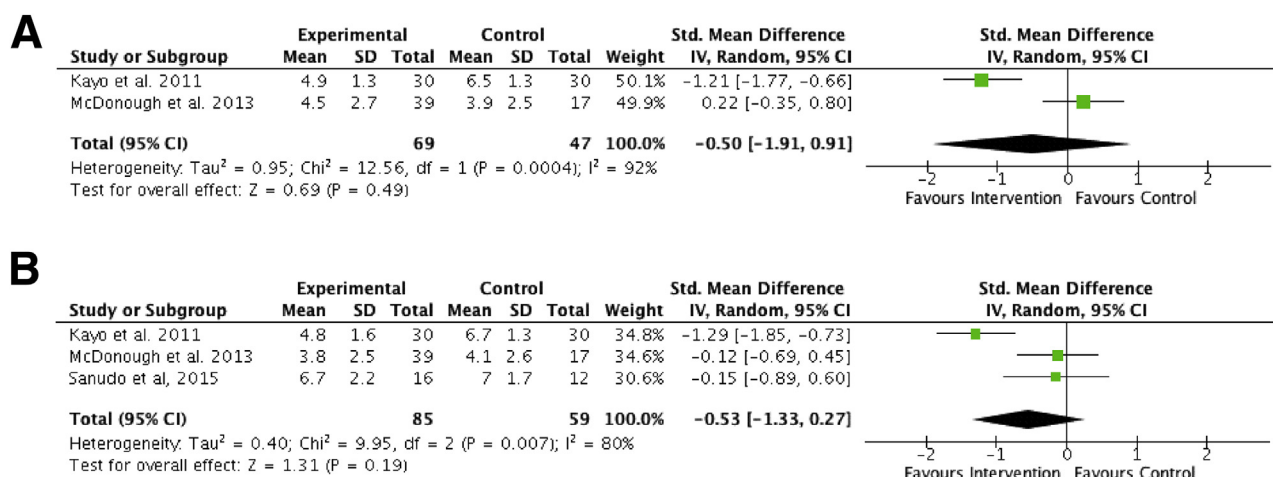 A
Experimental Control Std. Mean Difference Std. Mean Difference
Study or Subgroup Mean SD Total Mean SD Total Weight IV, Random, 95% CI IV, Random, 95% CI
Kayo et al. 2011 4.9 1.3 30 6.5 1.3 30 50.1% −1.21 [−1.77, −0.66]
McDonough et al. 2013 4.5 2.7 39 3.9 2.5 17 49.9% 0.22 [−0.35, 0.80]
Total (95% CI) 69 47 100.0% −0.50 [−1.91, 0.91]
Heterogeneity: Tau² = 0.95; Chi² = 12.56, df = 1 (P = 0.0004); I² = 92%
Test for overall effect: Z = 0.69 (P = 0.49)
−2 −1 0 1 2
Favours Intervention Favours Control
B
Experimental Control Std. Mean Difference Std. Mean Difference
Study or Subgroup Mean SD Total Mean SD Total Weight IV, Random, 95% CI IV, Random, 95% CI
Kayo et al. 2011 4.8 1.6 30 6.7 1.3 30 34.8% −1.29 [−1.85, −0.73]
McDonough et al. 2013 3.8 2.5 39 4.1 2.6 17 34.6% −0.12 [−0.69, 0.45]
Sanudo et al, 2015 6.7 2.2 16 7 1.7 12 30.6% −0.15 [−0.89, 0.60]
Total (95% CI) 85 59 100.0% −0.53 [−1.33, 0.27]
Heterogeneity: Tau² = 0.40; Chi² = 9.95, df = 2 (P = 0.007); I² = 80%
Test for overall effect: Z = 1.31 (P = 0.19)
−2 −1 0 1 2
Favours Intervention Favours Control